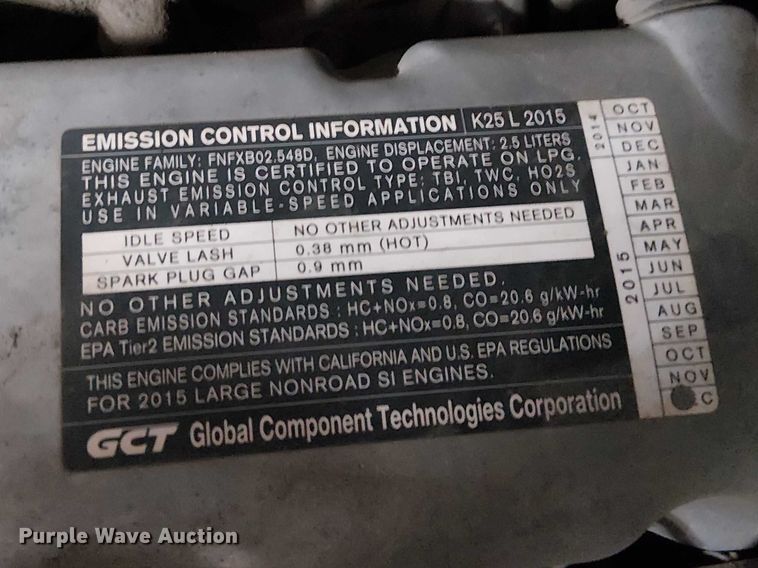 EMISSION CONTROL INFORMATION K25 L 2015
ENGINE FAMILY: FNFXB02.548D, ENGINE DISPLACEMENT: 2.5 LITERS
THIS ENGINE IS CERTIFIED TO OPERATE ON LPG.
EXHAUST EMISSION CONTROL TYPE: TBI, TWC, HO2S
USE IN VARIABLE-SPEED APPLICATIONS ONLY
IDLE SPEED NO OTHER ADJUSTMENTS NEEDED
VALVE LASH 0.38 mm (HOT)
SPARK PLUG GAP 0.9 mm
NO OTHER ADJUSTMENTS NEEDED.
CARB EMISSION STANDARDS : HC+NOx=0.8, CO=20.6 g/kW-hr
EPA Tier2 EMISSION STANDARDS : HC+NOx=0.8, CO=20.6 g/kW-hr
THIS ENGINE COMPLIES WITH CALIFORNIA AND U.S. EPA REGULATIONS
FOR 2015 LARGE NONROAD SI ENGINES.
GCT Global Component Technologies Corporation
2014
OCT
NOV
DEC
2015
JAN
FEB
MAR
APR
MAY
JUN
JUL
AUG
SEP
OCT
NOV
Purple Wave Auction